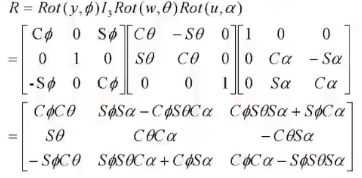 R = Rot(y,ϕ)I₃Rot(w,θ)Rot(u,α)
= [Cϕ 0 Sϕ] [Cθ -Sθ 0] [1 0 0]
[0 1 0] [Sθ Cθ 0] [0 Cα -Sα]
[-Sϕ 0 Cϕ] [0 0 1] [0 Sα Cα]
= [CϕCθ SϕSα-CϕSθCα CϕSθSα+SϕCα]
[Sθ CθCα -CθSα]
[-SϕCθ SϕSθCα+CϕSα CϕCα-SϕSθSα]